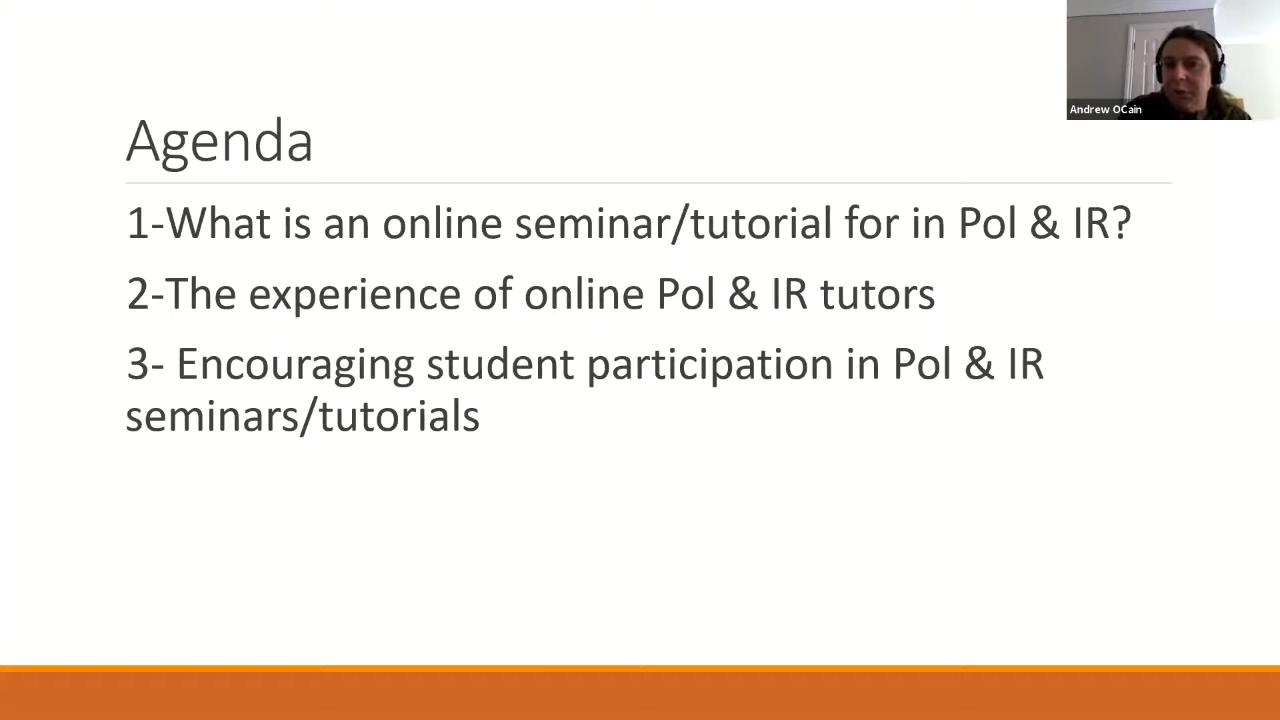 Andrew OCain
Agenda
1-What is an online seminar/tutorial for in Pol & IR?
2-The experience of online Pol & IR tutors
3- Encouraging student participation in Pol & IR
seminars/tutorials